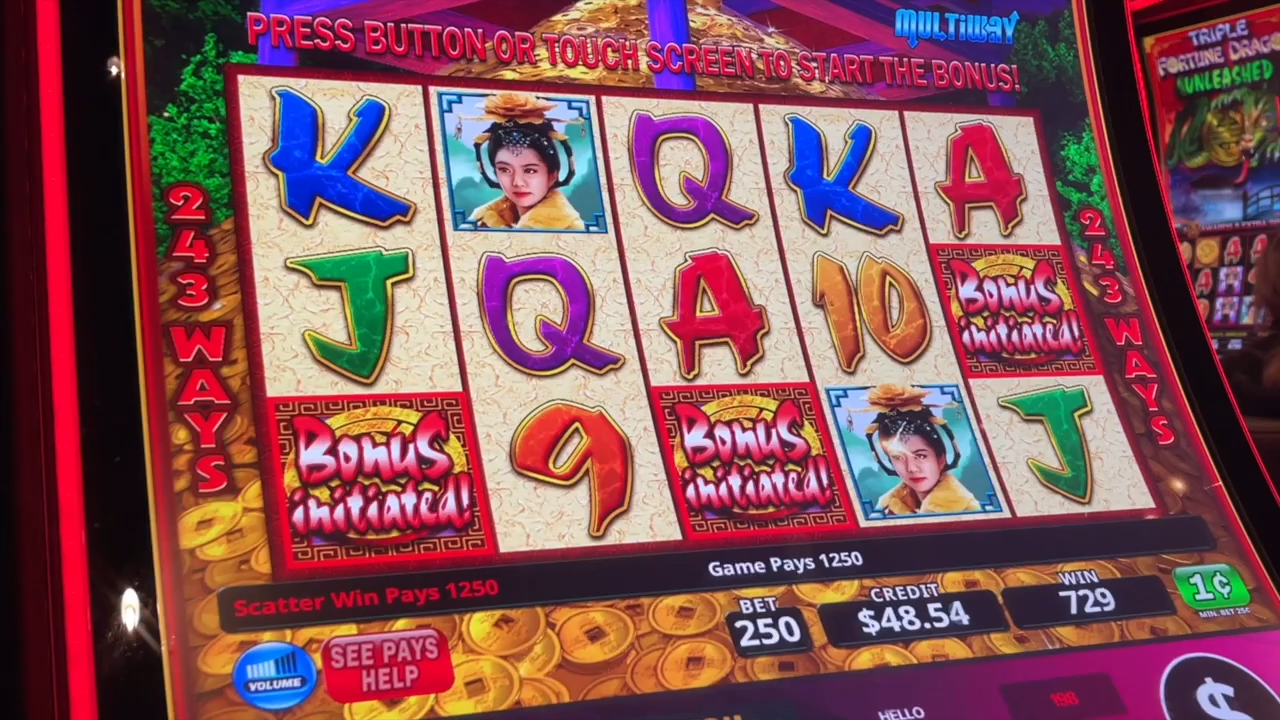 MULTIWAY
PRESS BUTTON OR TOUCH SCREEN TO START THE BONUS!
TRIPLE
FORTUNE DRAGON
UNLEASHED
K
Q
K
A
J
Q
A
10
Bonus
initiated!
Bonus
initiated!
9
Bonus
initiated!
J
243 WAYS
243 WAYS
Scatter Win Pays 1250
Game Pays 1250
BET
250
CREDIT
$48.54
WIN
729
1¢
MIN. BET 25¢
VOLUME
SEE PAYS
HELP
HELLO
198
$